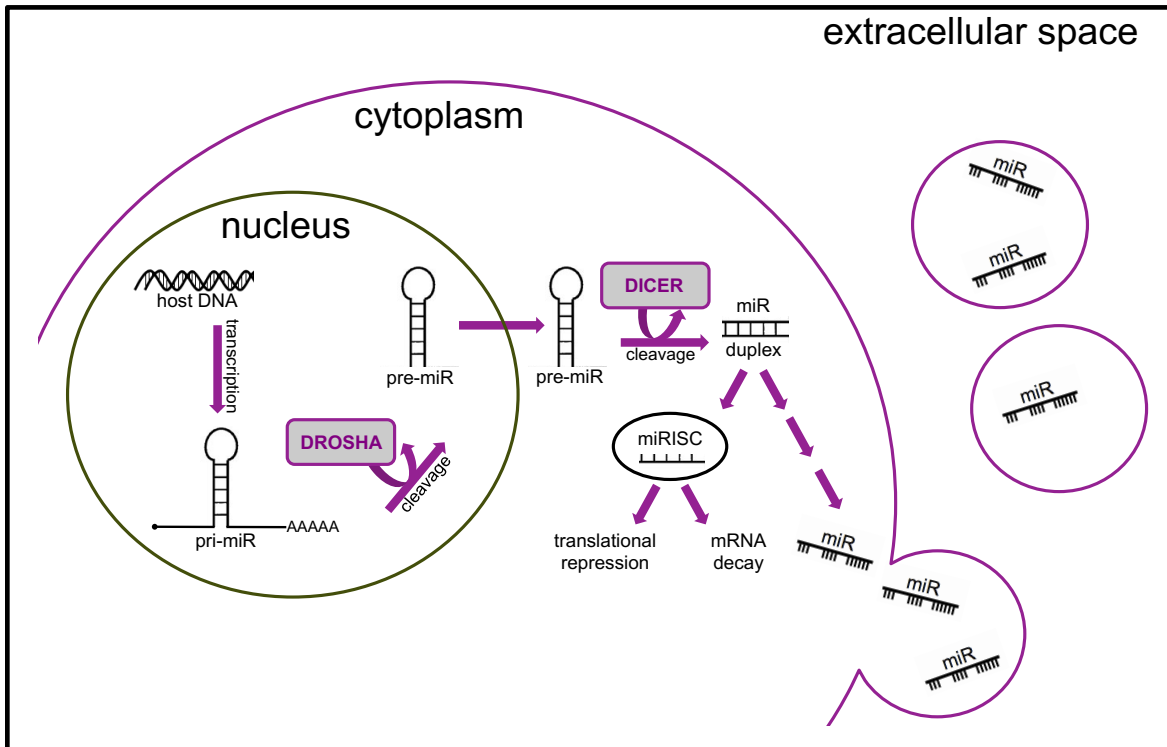 extracellular space
cytoplasm
nucleus
host DNA
transcription
pri-miR
AAAAA
DROSHA
cleavage
pre-miR
pre-miR
DICER
cleavage
miR
duplex
miRISC
translational
repression
mRNA
decay
miR
miR
miR
miR
miR
miR